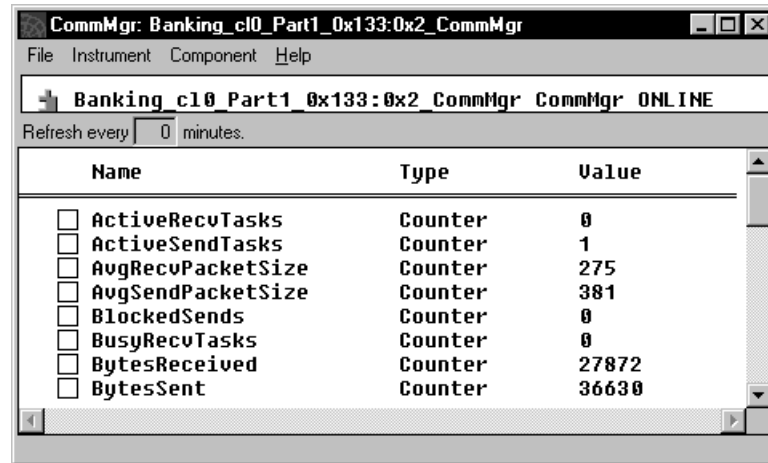 CommMgr: Banking_cl0_Part1_0x133:0x2_CommMgr
File Instrument Component Help
Banking_cl0_Part1_0x133:0x2_CommMgr CommMgr ONLINE
Refresh every 0 minutes.
Name Type Value
ActiveRecvTasks Counter 0
ActiveSendTasks Counter 1
AvgRecvPacketSize Counter 275
AvgSendPacketSize Counter 381
BlockedSends Counter 0
BusyRecvTasks Counter 0
BytesReceived Counter 27872
BytesSent Counter 36630